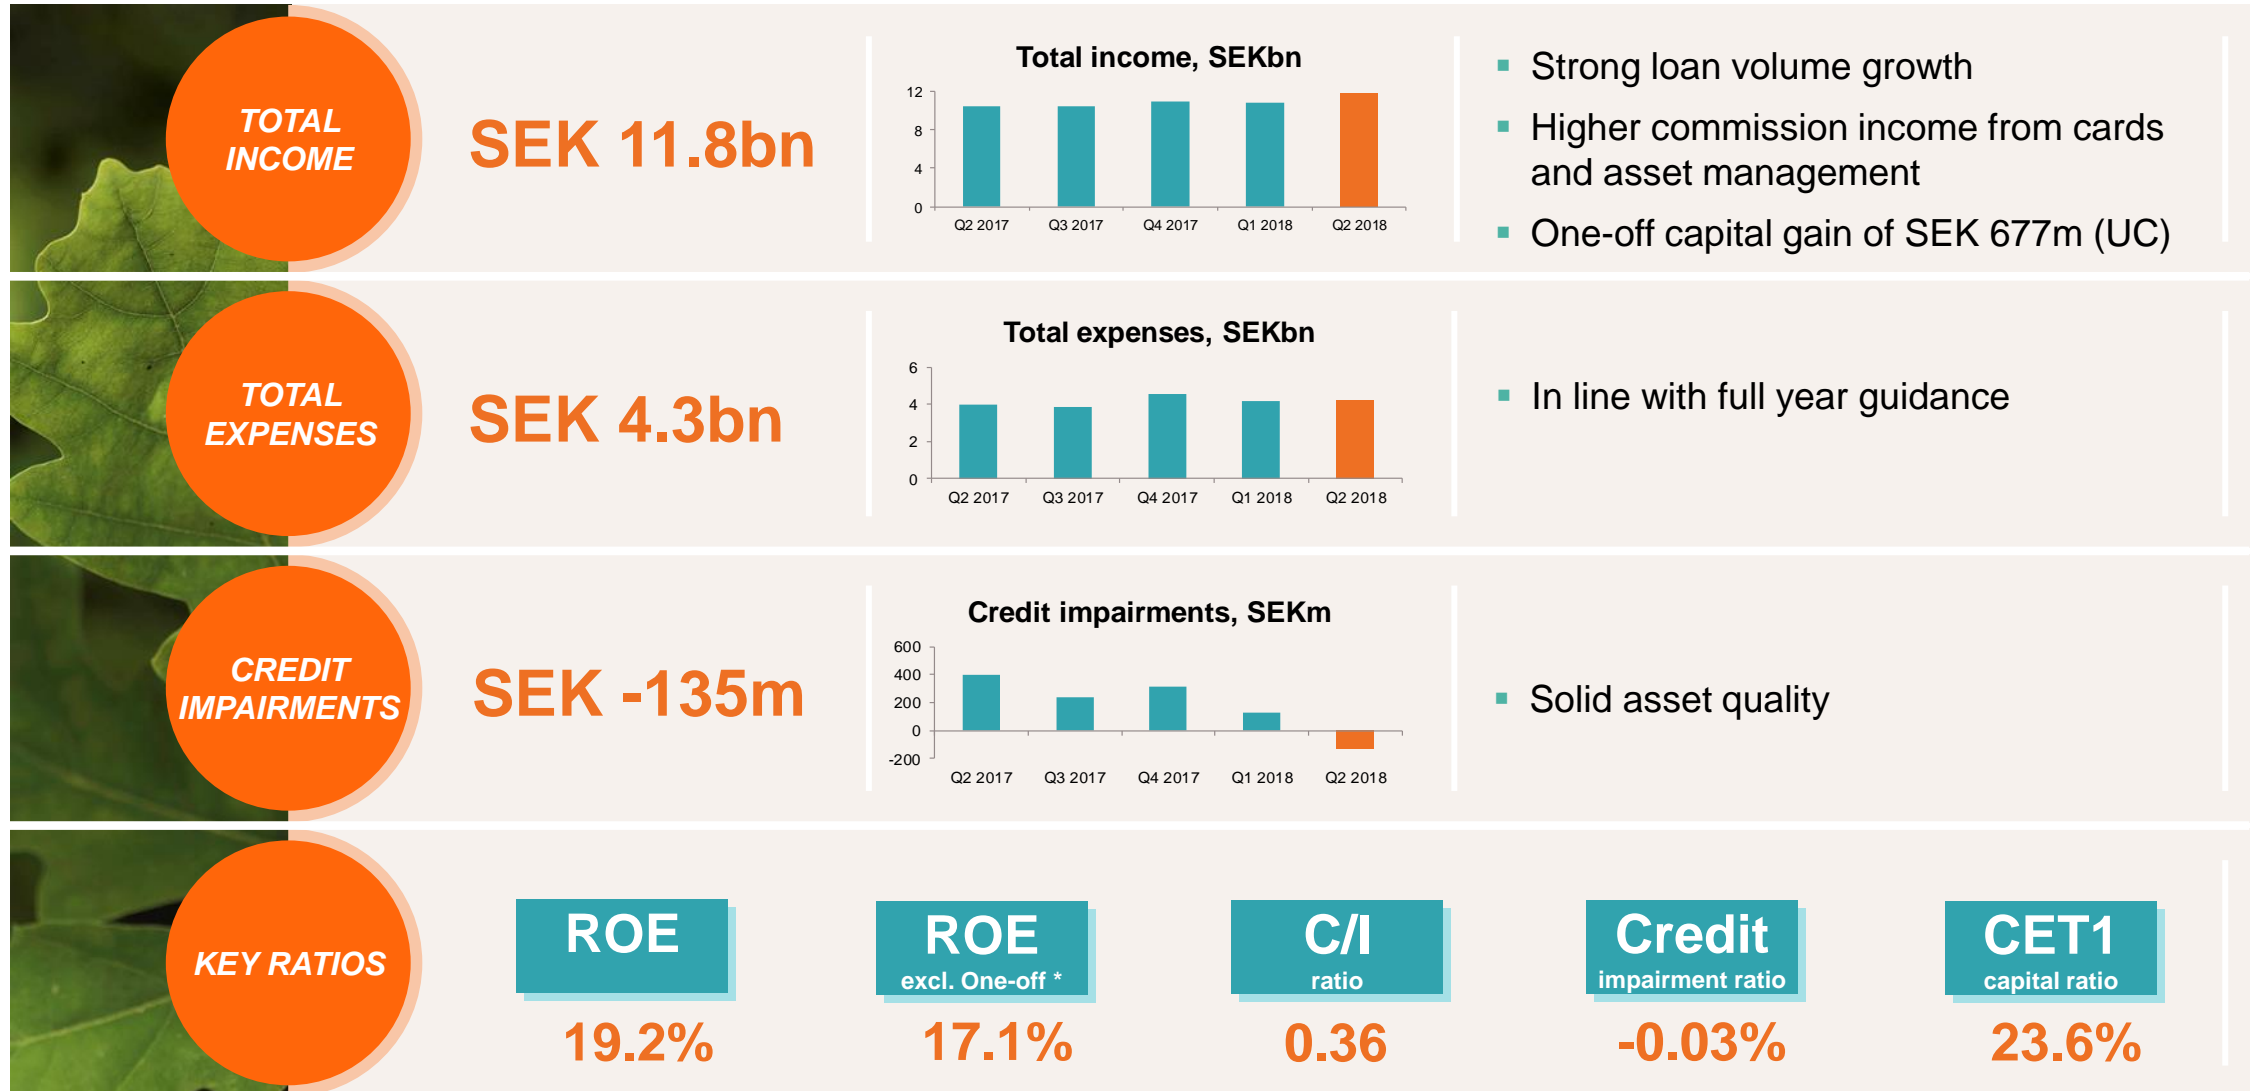 TOTAL
INCOME
SEK 11.8bn
Total income, SEKbn
12
8
4
0
Q2 2017 Q3 2017 Q4 2017 Q1 2018 Q2 2018
▪ Strong loan volume growth
▪ Higher commission income from cards
and asset management
▪ One-off capital gain of SEK 677m (UC)
TOTAL
EXPENSES
SEK 4.3bn
Total expenses, SEKbn
6
4
2
0
Q2 2017 Q3 2017 Q4 2017 Q1 2018 Q2 2018
▪ In line with full year guidance
CREDIT
IMPAIRMENTS
SEK -135m
Credit impairments, SEKm
600
400
200
0
-200
Q2 2017 Q3 2017 Q4 2017 Q1 2018 Q2 2018
▪ Solid asset quality
KEY RATIOS
ROE
19.2%
ROE
excl. One-off *
17.1%
C/I
ratio
0.36
Credit
impairment ratio
-0.03%
CET1
capital ratio
23.6%